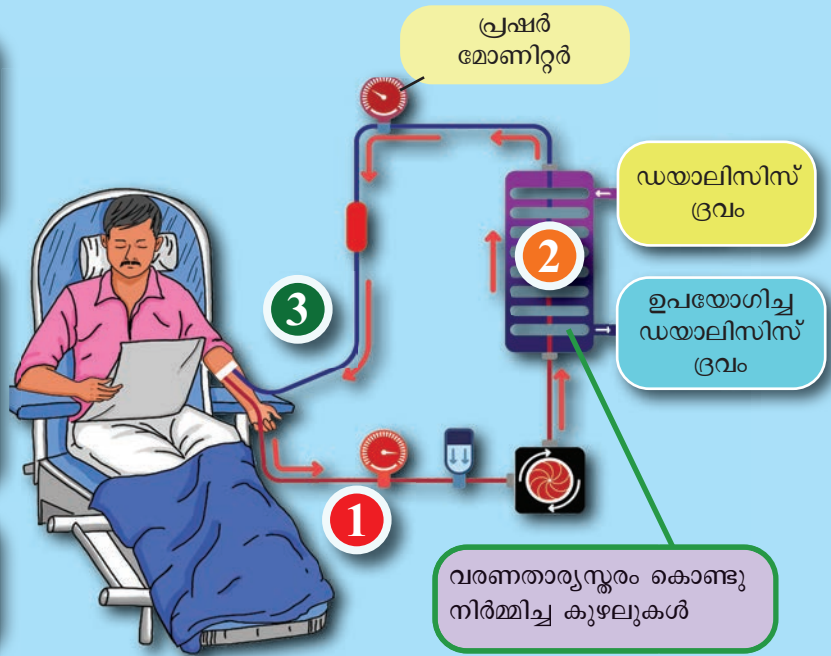 പ്രഷർ
മോണിറ്റർ
ഡയാലിസിസ്
ദ്രവം
2
3
ഉപയോഗിച്ച
ഡയാലിസിസ്
ദ്രവം
1
വരണതാര്യസ്തരം കൊണ്ടു
നിർമ്മിച്ച കുഴലുകൾ